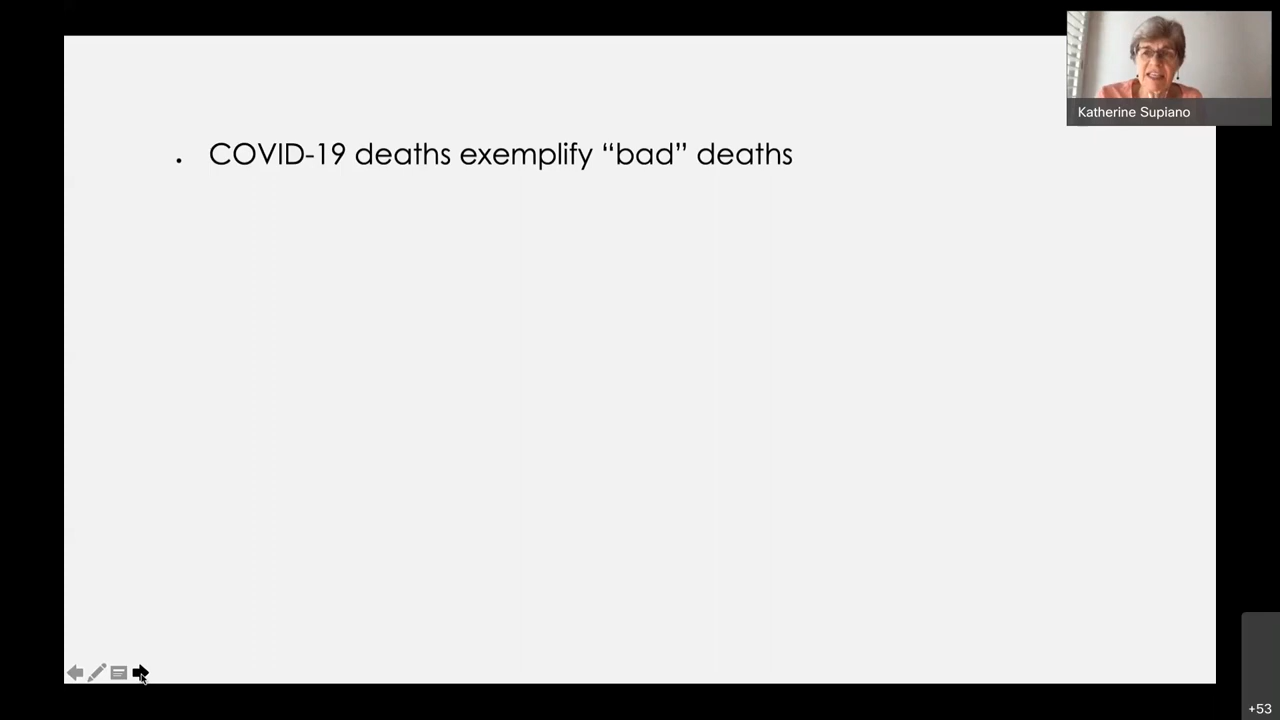 Katherine Supiano
. COVID-19 deaths exemplify “bad” deaths
+53